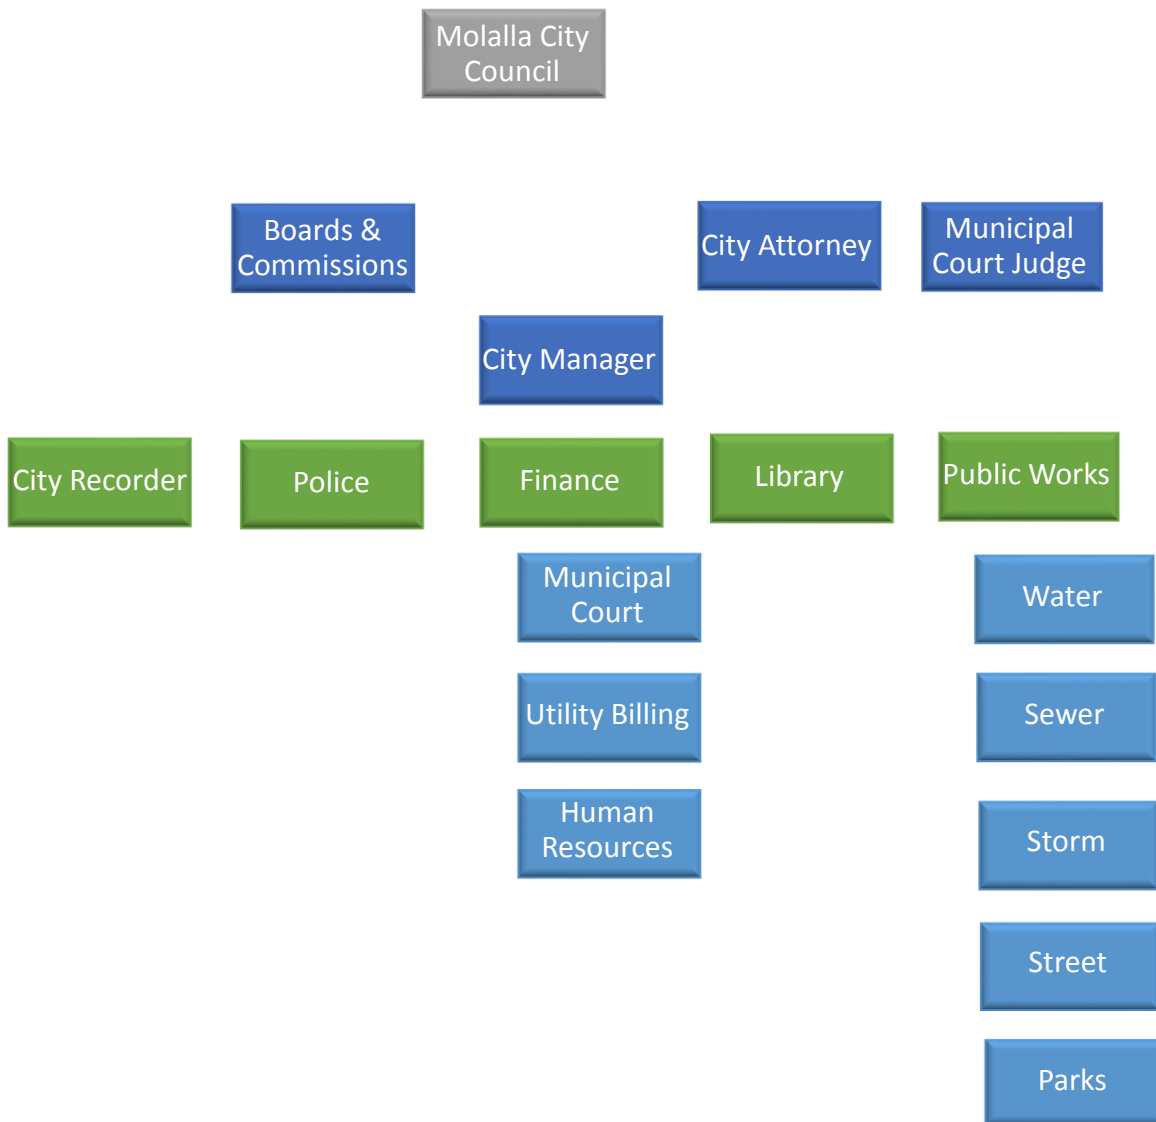 Molalla City
Council
Boards &
Commissions
City Attorney
Municipal
Court Judge
City Manager
City Recorder
Police
Finance
Library
Public Works
Municipal
Court
Water
Utility Billing
Sewer
Human
Resources
Storm
Street
Parks